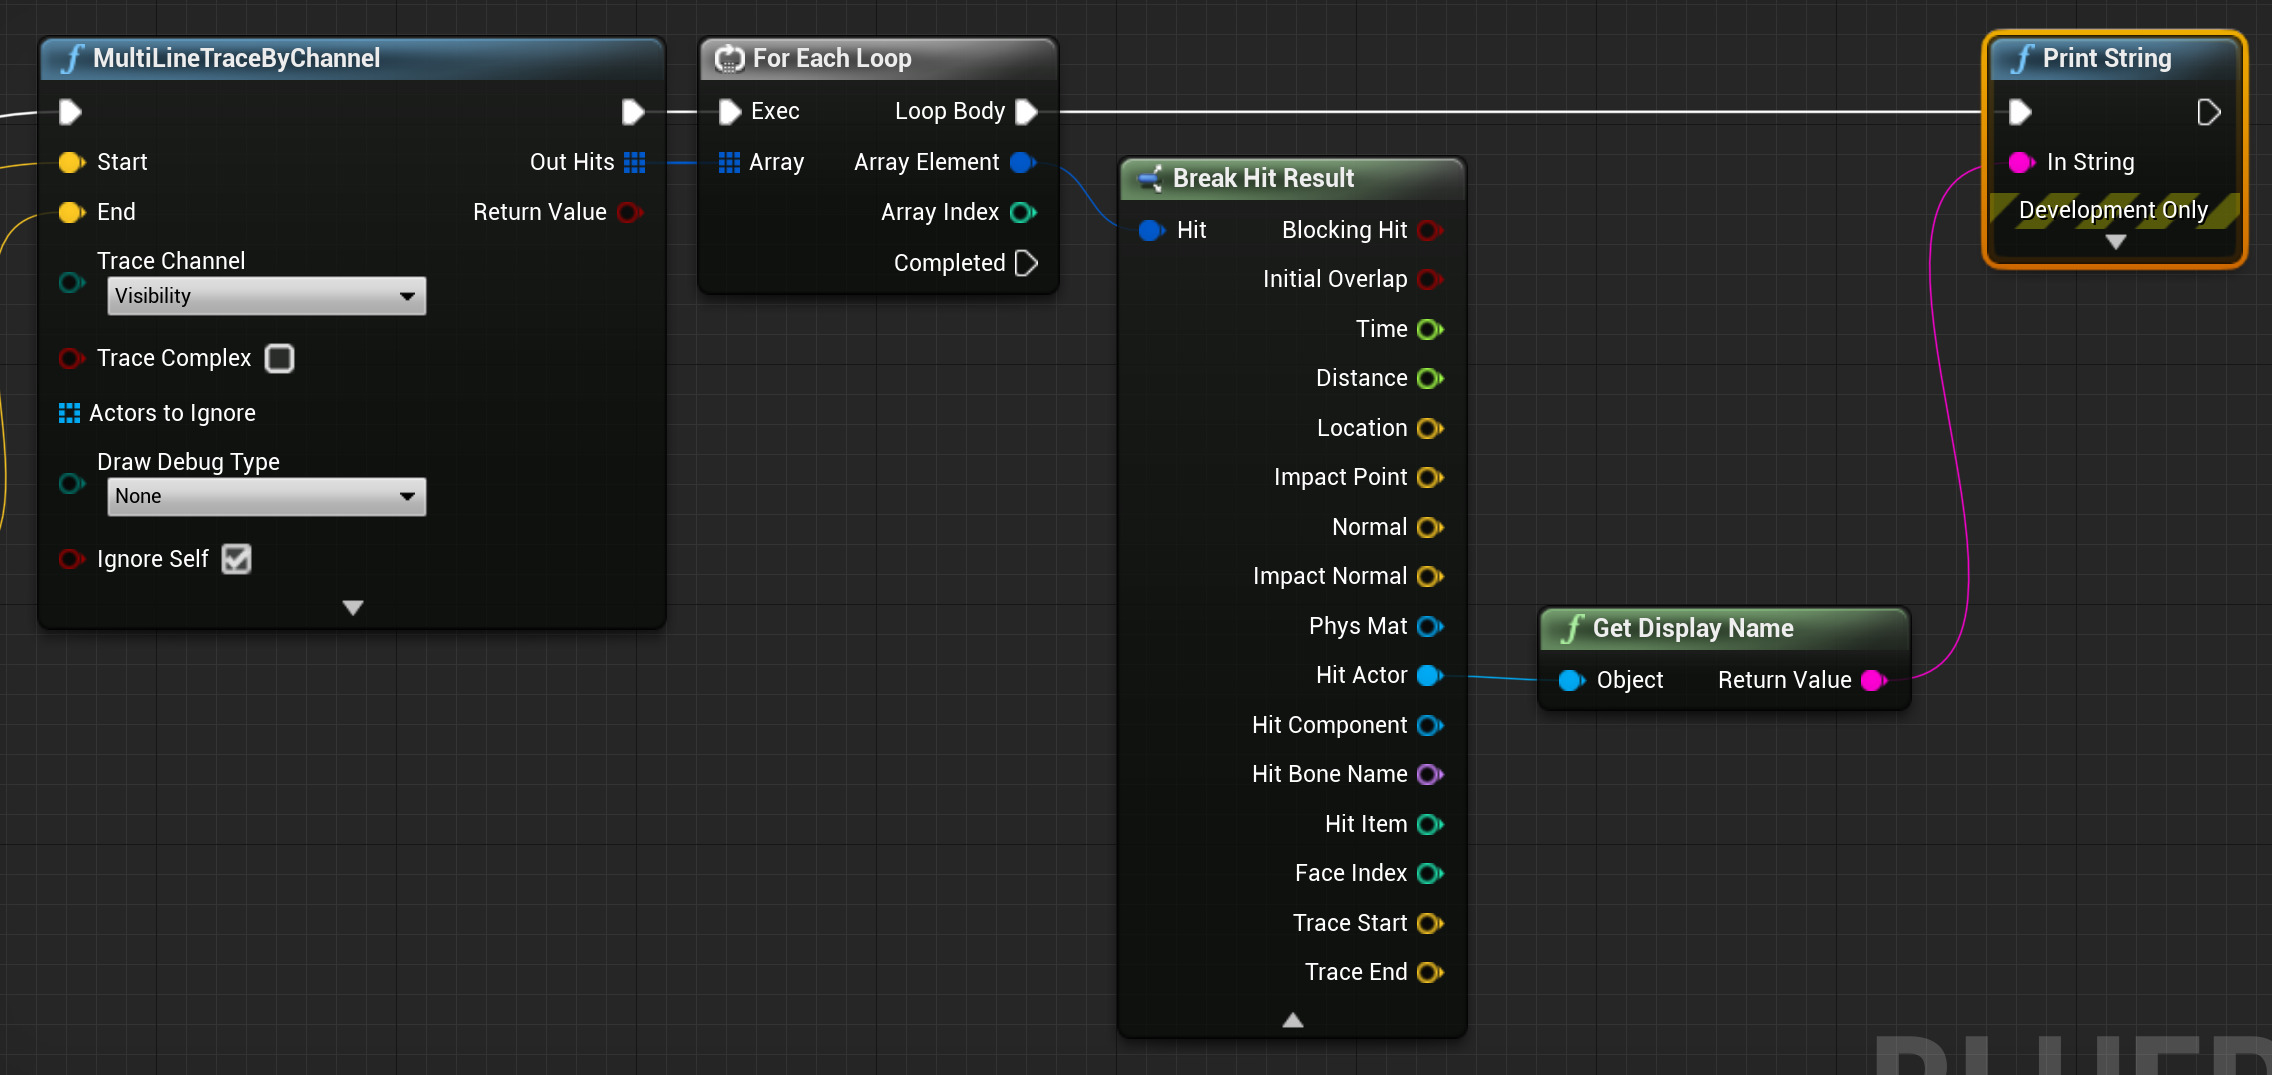 MultiLineTraceByChannel
Start
Out Hits
End
Return Value
Trace Channel
Visibility
Trace Complex
Actors to Ignore
Draw Debug Type
None
Ignore Self
For Each Loop
Exec
Loop Body
Array
Array Element
Array Index
Completed
Break Hit Result
Hit
Blocking Hit
Initial Overlap
Time
Distance
Location
Impact Point
Normal
Impact Normal
Phys Mat
Hit Actor
Hit Component
Hit Bone Name
Hit Item
Face Index
Trace Start
Trace End
Get Display Name
Object
Return Value
Print String
In String
Development Only